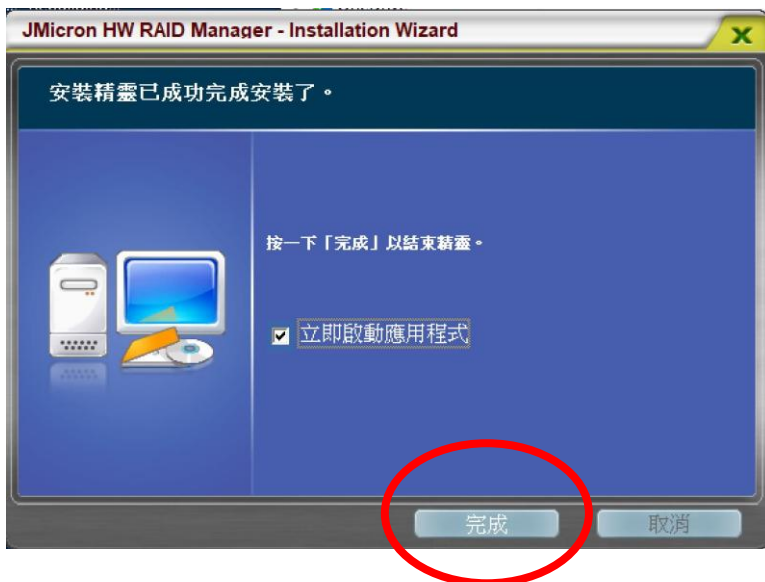 JMicron HW RAID Manager - Installation Wizard
安裝精靈已成功完成安裝了。
按一下「完成」以結束精靈。
立即啟動應用程式
完成
取消